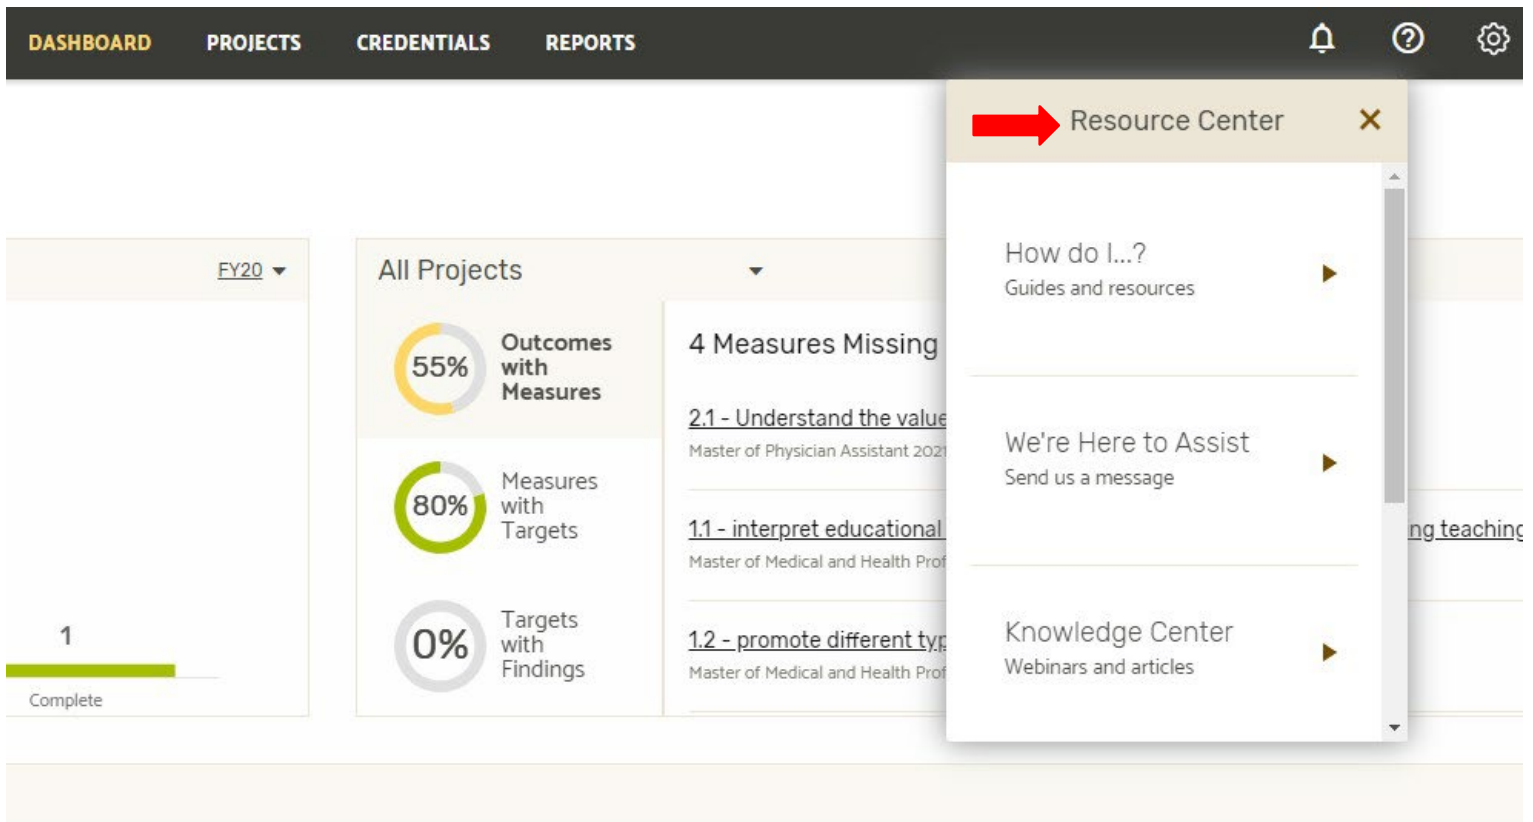 DASHBOARD PROJECTS CREDENTIALS REPORTS
Resource Center
How do I...?
Guides and resources
We're Here to Assist
Send us a message
Knowledge Center
Webinars and articles
FY20
1
Complete
All Projects
55%
Outcomes
with
Measures
80%
Measures
with
Targets
0%
Targets
with
Findings
4 Measures Missing
2.1 - Understand the value
Master of Physician Assistant 2021
1.1 - interpret educational ng teaching
Master of Medical and Health Prof
1.2 - promote different typ
Master of Medical and Health Prof